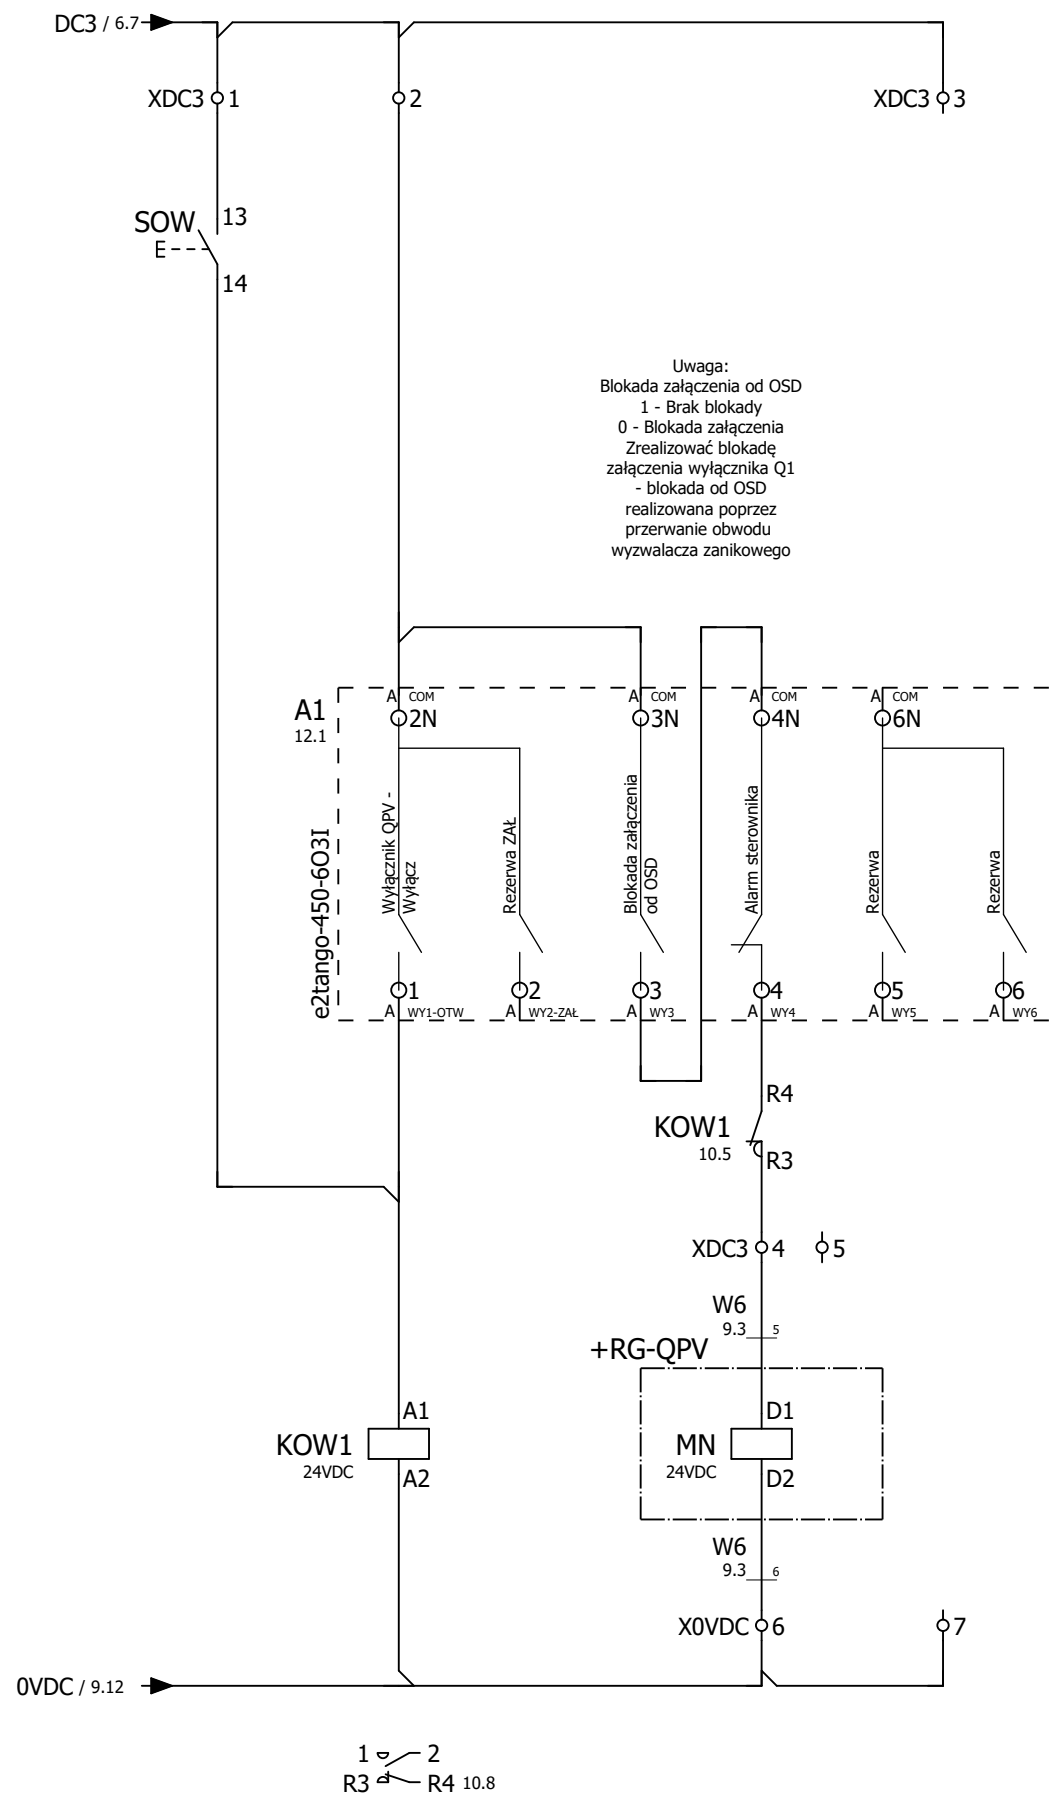 DC3 / 6.7
XDC3 1
2
XDC3 3
SOW 13
E
14
Uwaga:
Blokada załączenia od OSD
1 - Brak blokady
0 - Blokada załączenia
Zrealizować blokadę
załączenia wyłącznika Q1
- blokada od OSD
realizowana poprzez
przerwanie obwodu
wyzwalacza zanikowego
A COM
A COM
A COM
A COM
A1
12.1
2N
3N
4N
6N
e2tango-450-6O3I
Wyłącznik QPV -
Wyłącz
Rezerwa ZAŁ
Blokada załączenia
od OSD
Alarm sterownika
Rezerwa
Rezerwa
1
2
3
4
5
6
A WY1-OTW
A WY2-ZAŁ
A WY3
A WY4
A WY5
A WY6
R4
KOW1
10.5
R3
XDC3 4
5
W6
9.3 5
+RG-QPV
A1
KOW1
24VDC
A2
D1
MN
24VDC
D2
W6
9.3 6
X0VDC 6
7
0VDC / 9.12
1 2
R3 R4 10.8